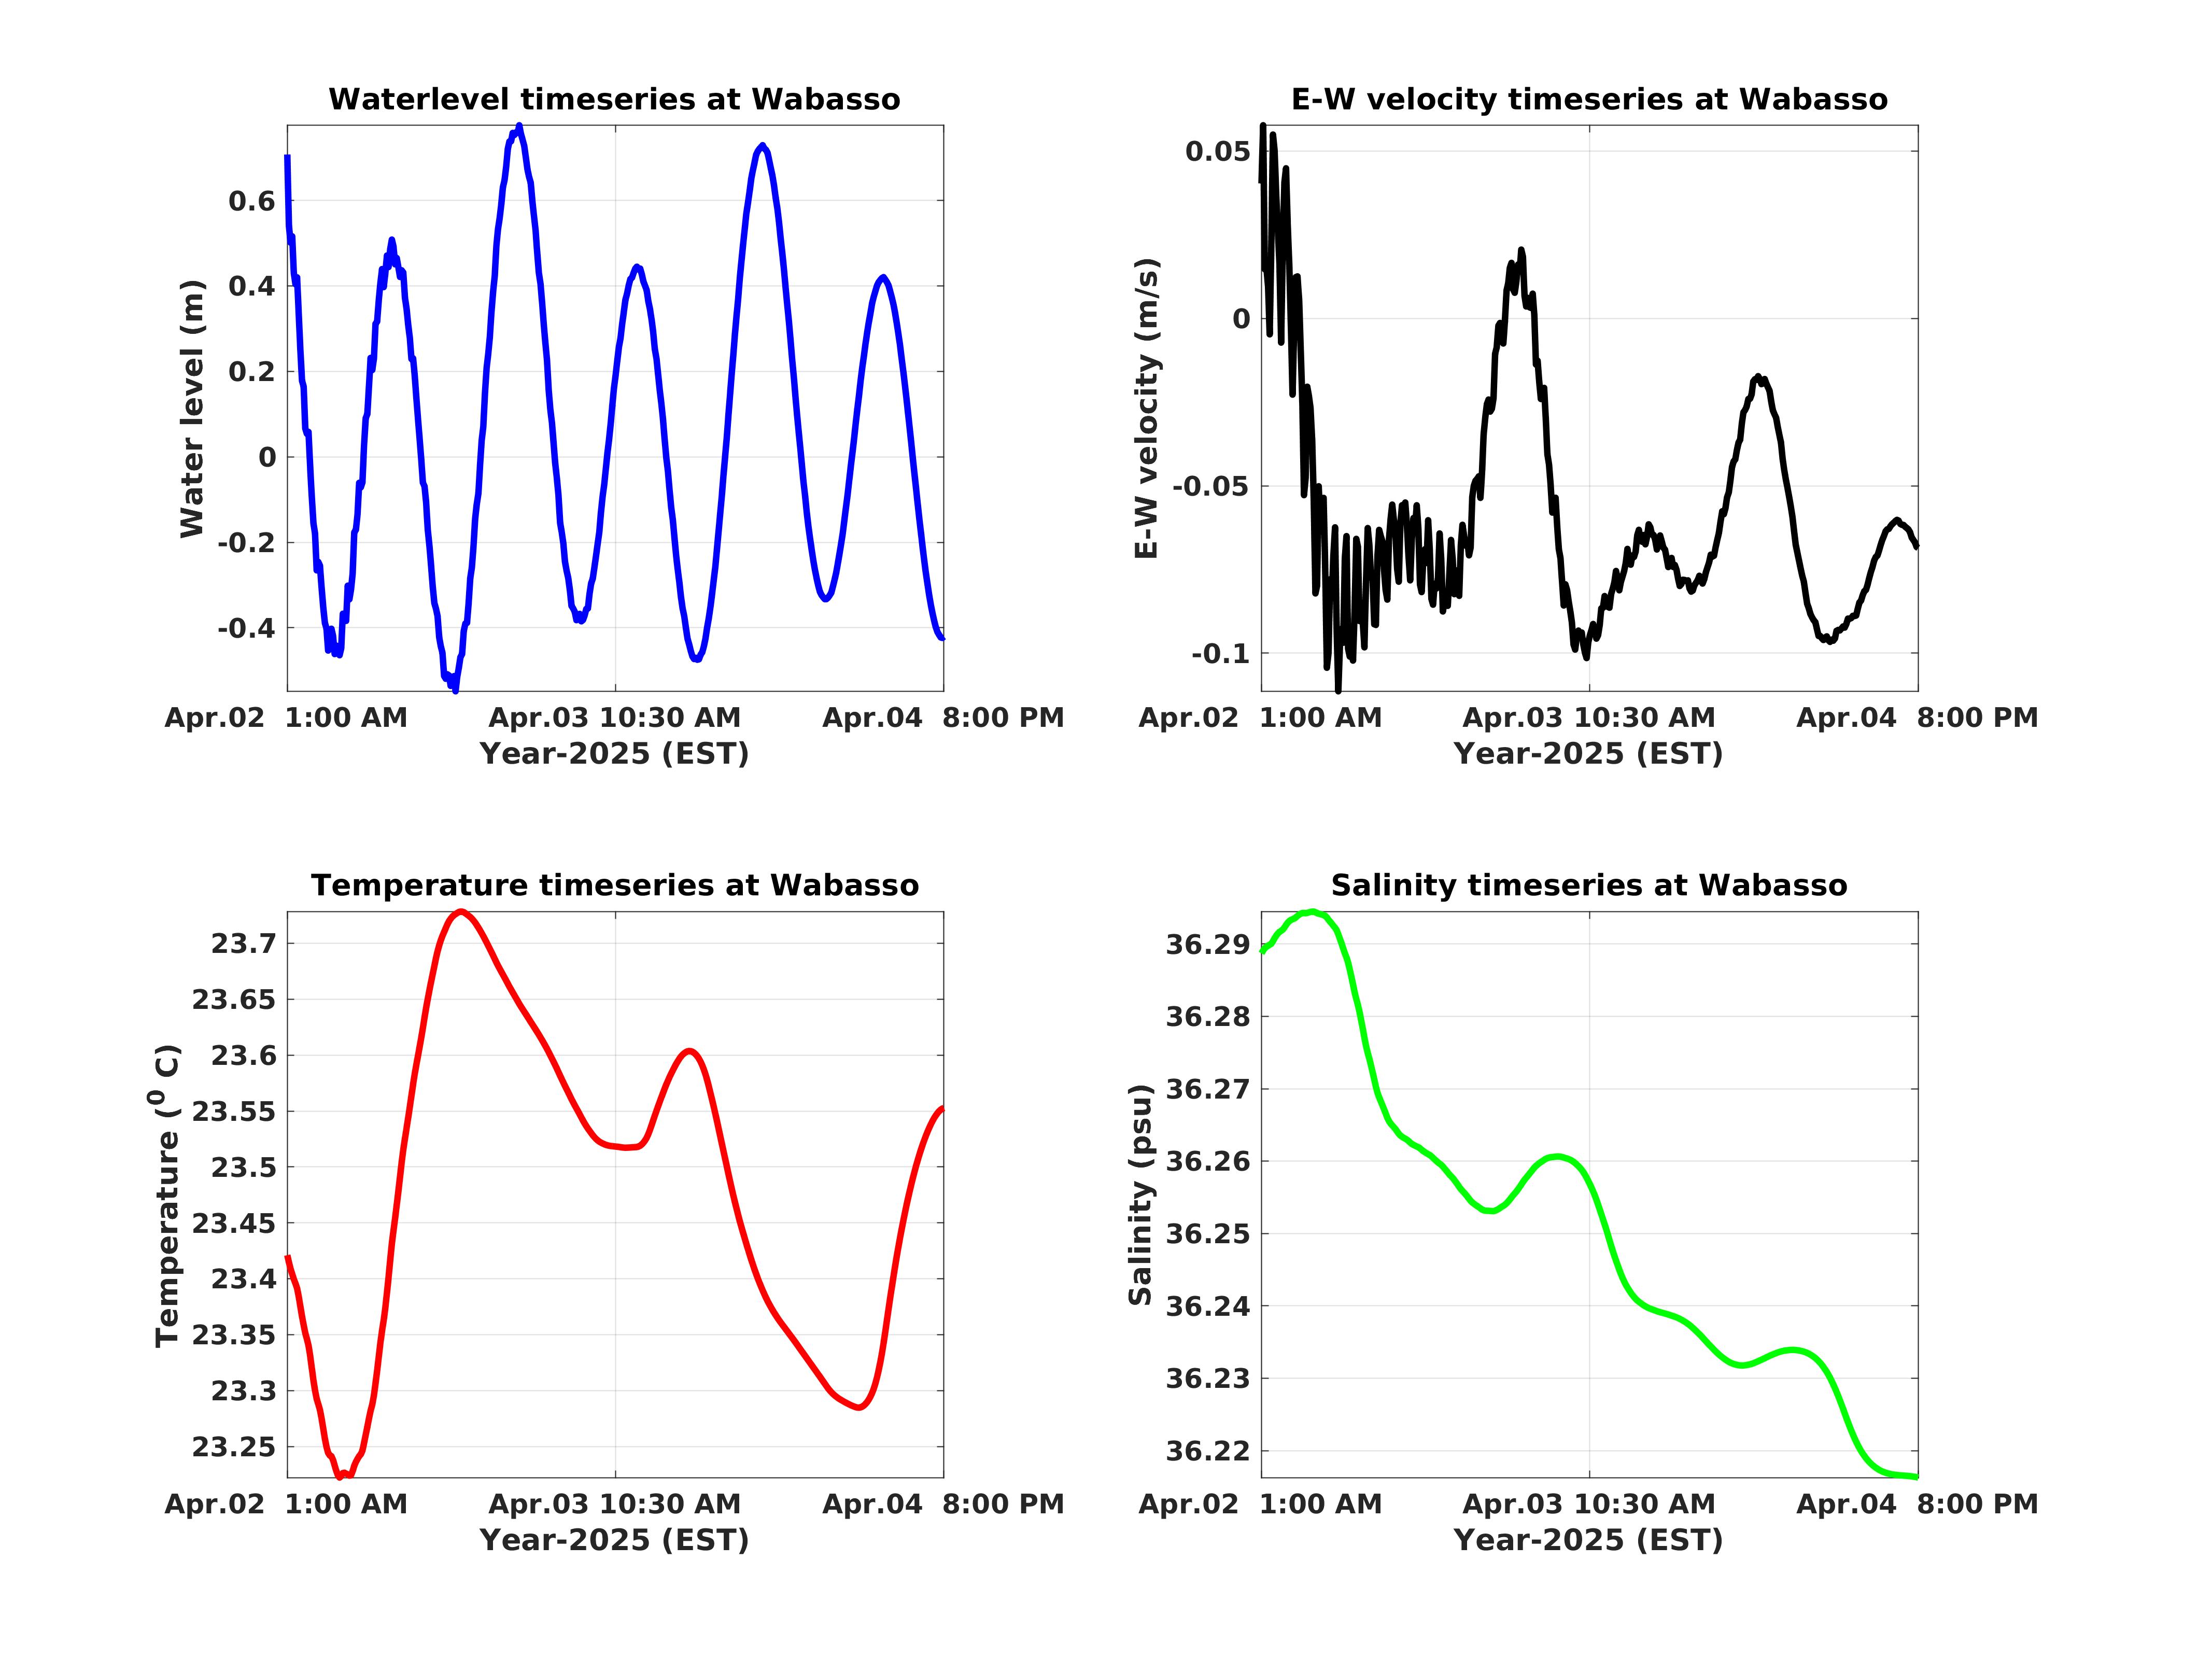 Waterlevel timeseries at Wabasso
0.6
0.4
0.2
0
-0.2
-0.4
Water level (m)
Apr.02 1:00 AM Apr.03 10:30 AM Apr.04 8:00 PM
Year-2025 (EST)
E-W velocity timeseries at Wabasso
0.05
0
-0.05
-0.1
E-W velocity (m/s)
Apr.02 1:00 AM Apr.03 10:30 AM Apr.04 8:00 PM
Year-2025 (EST)
Temperature timeseries at Wabasso
23.7
23.65
23.6
23.55
23.5
23.45
23.4
23.35
23.3
23.25
Temperature (⁰ C)
Apr.02 1:00 AM Apr.03 10:30 AM Apr.04 8:00 PM
Year-2025 (EST)
Salinity timeseries at Wabasso
36.29
36.28
36.27
36.26
36.25
36.24
36.23
36.22
Salinity (psu)
Apr.02 1:00 AM Apr.03 10:30 AM Apr.04 8:00 PM
Year-2025 (EST)